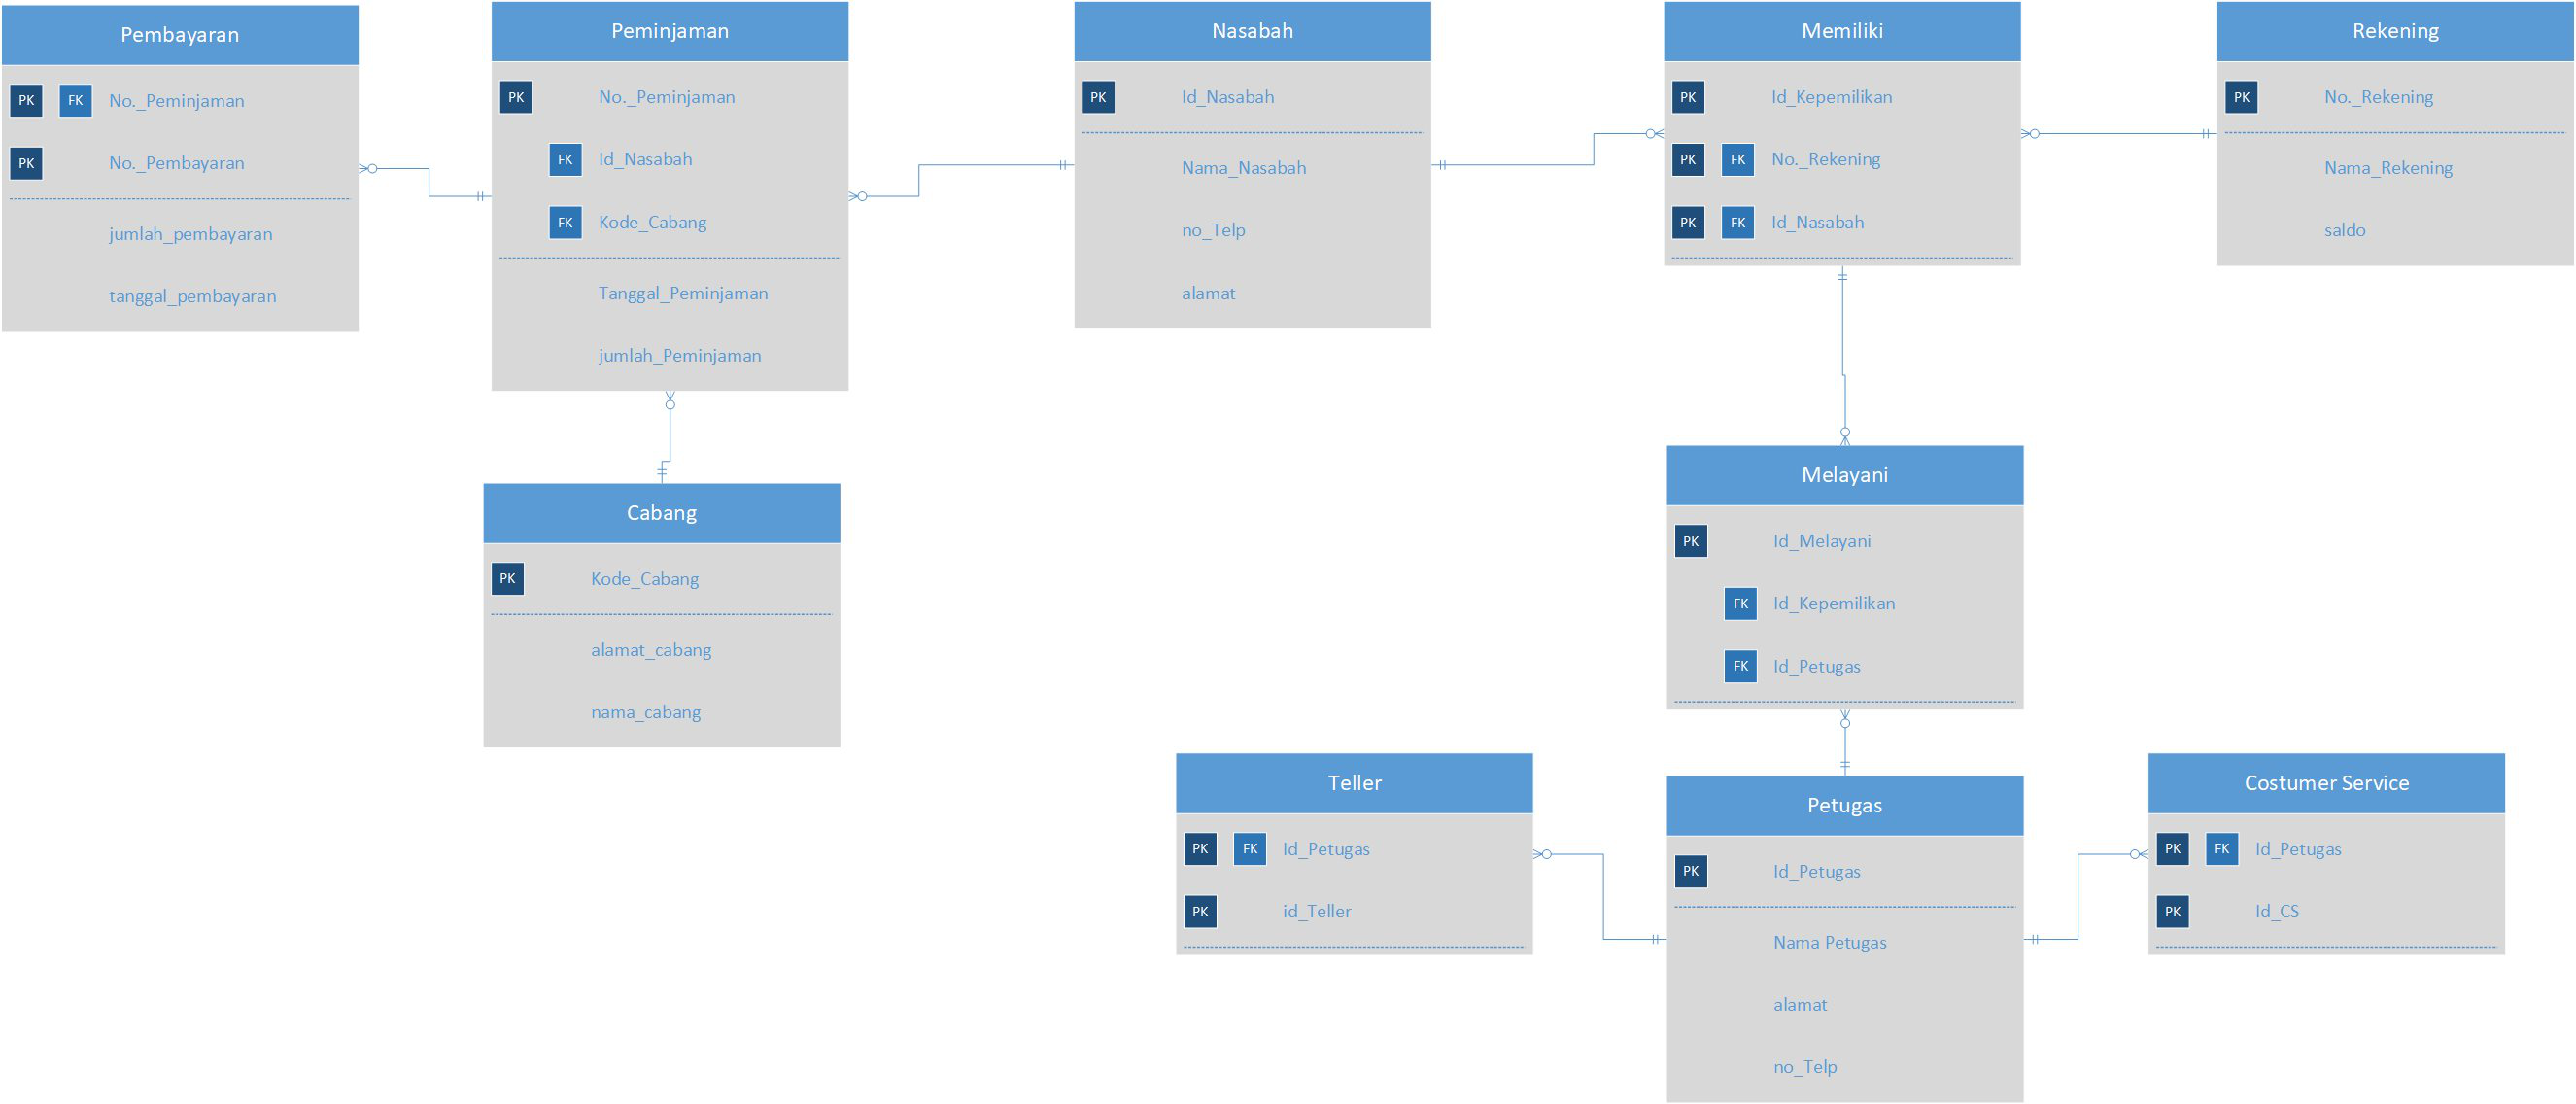 Pembayaran
PK FK No._Peminjaman
PK No._Pembayaran
jumlah_pembayaran
tanggal_pembayaran
Peminjaman
PK No._Peminjaman
FK Id_Nasabah
FK Kode_Cabang
Tanggal_Peminjaman
jumlah_Peminjaman
Nasabah
PK Id_Nasabah
Nama_Nasabah
no_Telp
alamat
Memiliki
PK Id_Kepemilikan
PK FK No._Rekening
PK FK Id_Nasabah
Rekening
PK No._Rekening
Nama_Rekening
saldo
Cabang
PK Kode_Cabang
alamat_cabang
nama_cabang
Melayani
PK Id_Melayani
FK Id_Kepemilikan
FK Id_Petugas
Teller
PK FK Id_Petugas
PK id_Teller
Petugas
PK Id_Petugas
Nama Petugas
alamat
no_Telp
Costumer Service
PK FK Id_Petugas
PK Id_CS